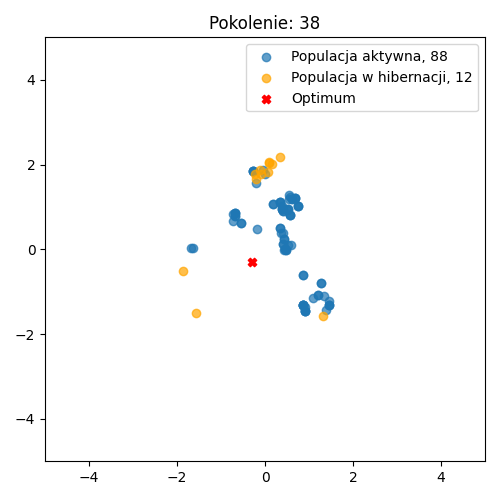 Pokolenie: 38
Populacja aktywna, 88
Populacja w hibernacji, 12
Optimum
4
2
0
−2
−4
−4 −2 0 2 4